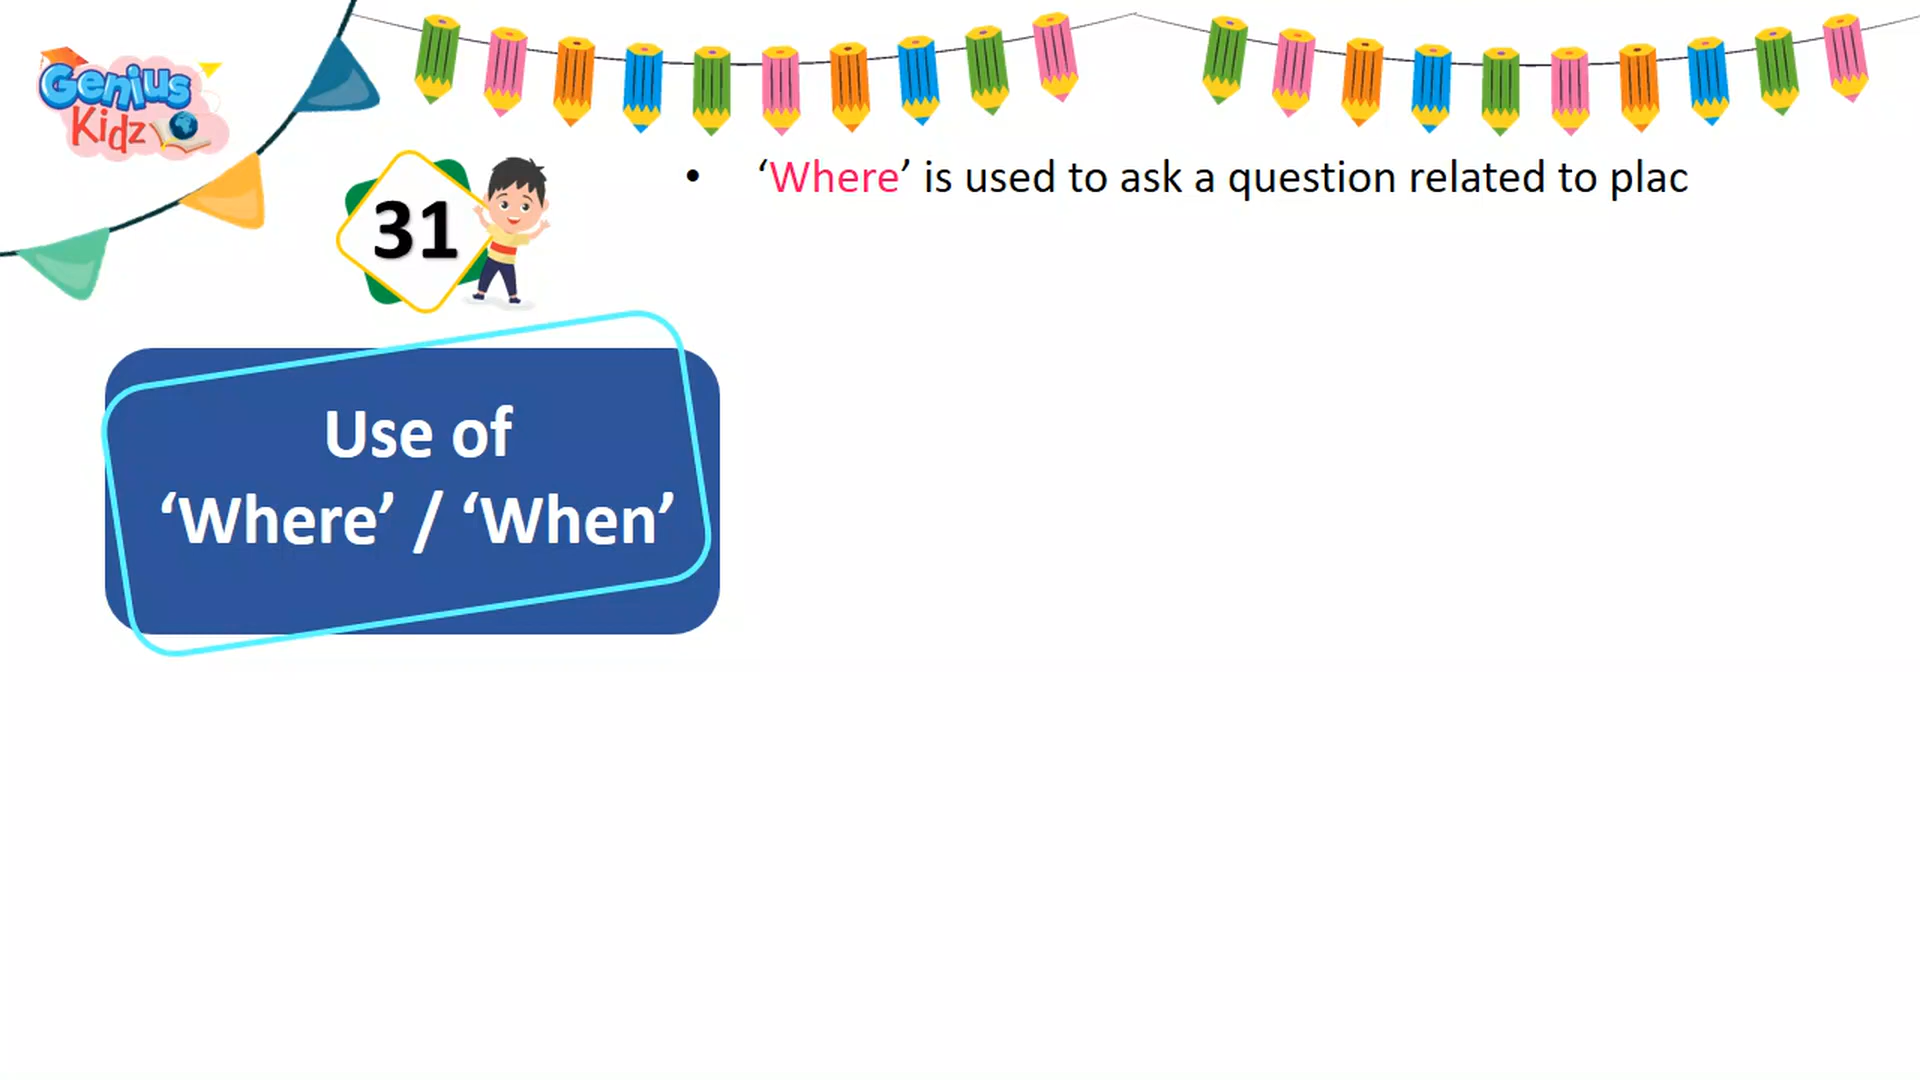 Genius
Kidz
31
• ‘Where’ is used to ask a question related to plac
Use of
‘Where’ / ‘When’